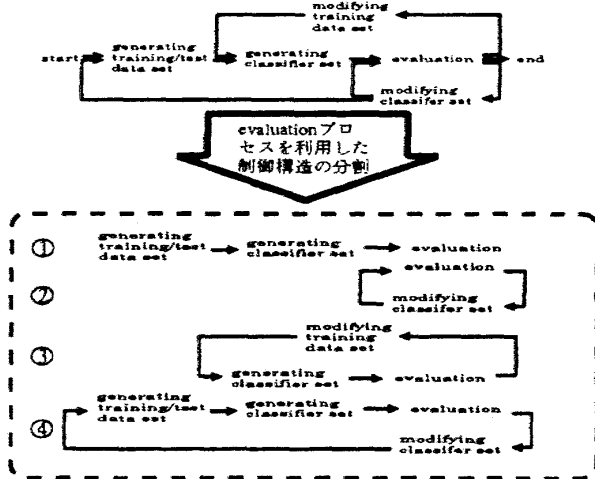 modifying
training
data set
start
generating
training/test
data set
generating
classifier set
evaluation
end
modifying
classifer set
evaluationプロ
セスを利用した
制御構造の分割
①
generating
training/test
data set
generating
classifier set
evaluation
②
evaluation
modifying
classifer set
③
modifying
training
data set
generating
classifier set
evaluation
④
generating
training/test
data set
generating
classifier set
evaluation
modifying
classifer set